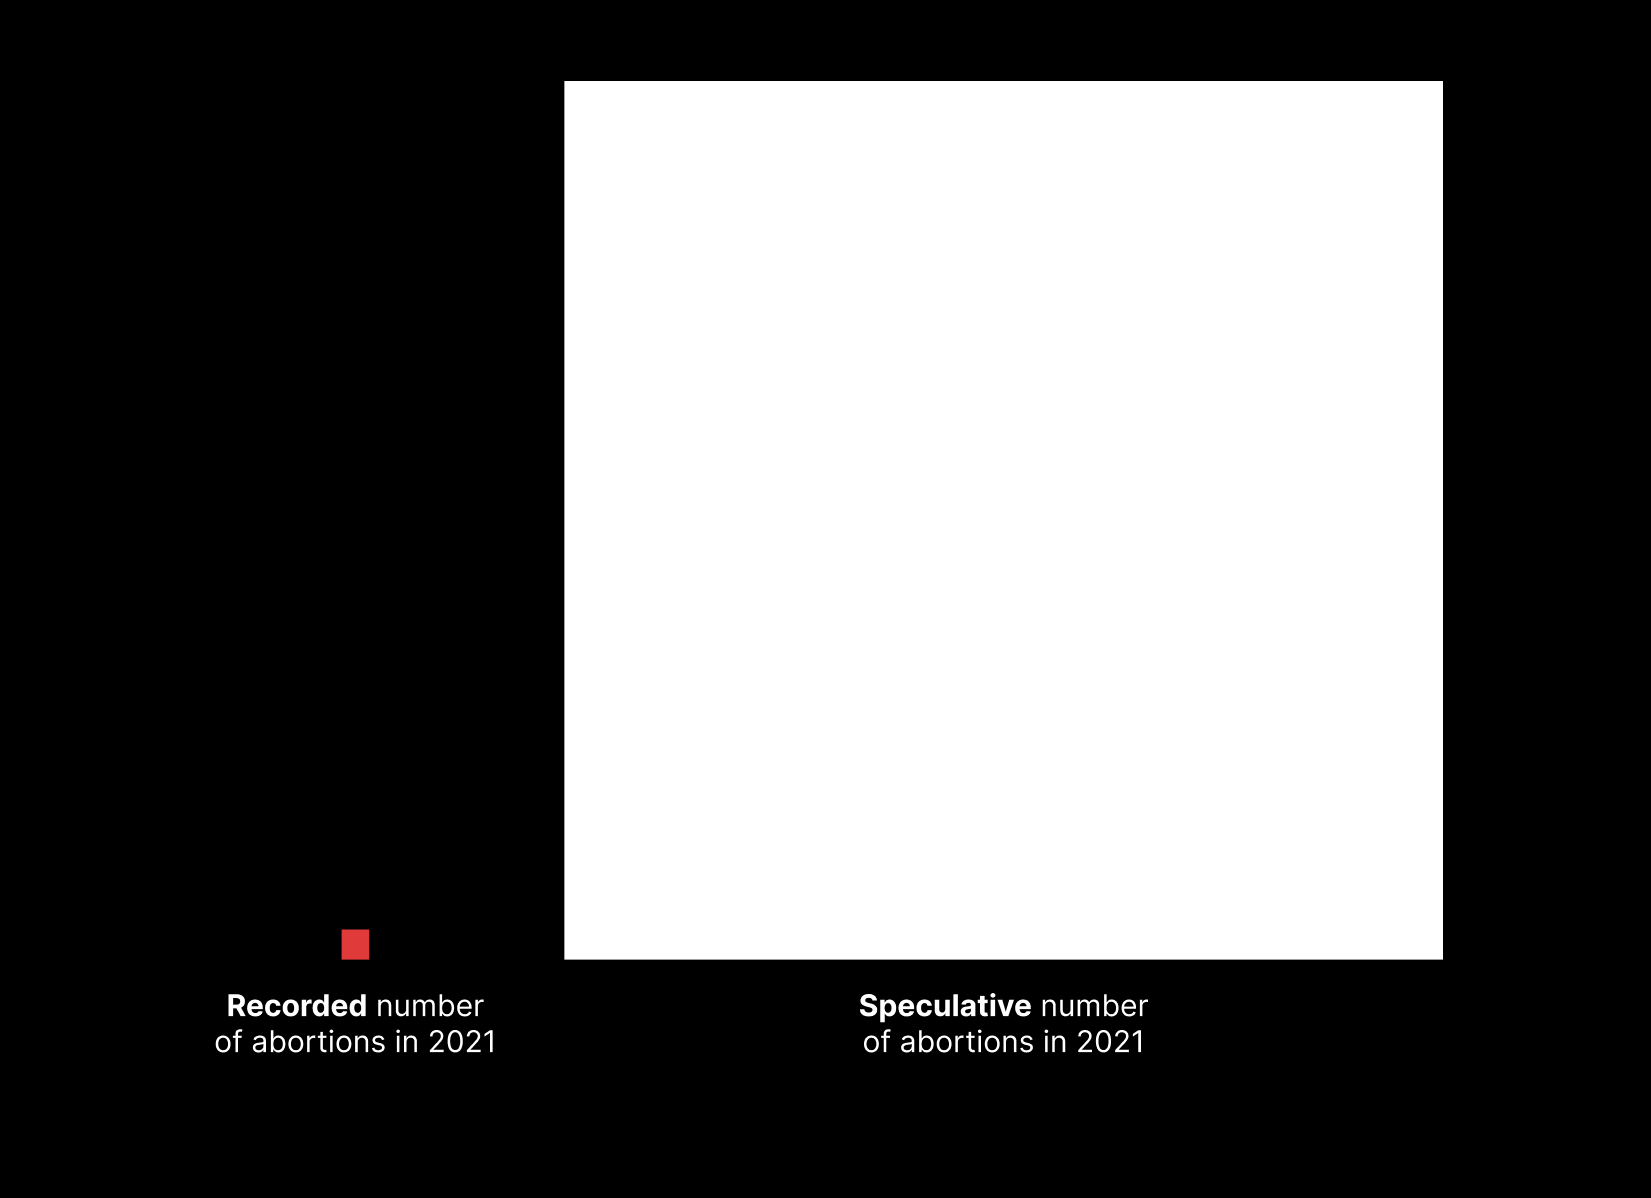 Recorded number
of abortions in 2021
Speculative number
of abortions in 2021